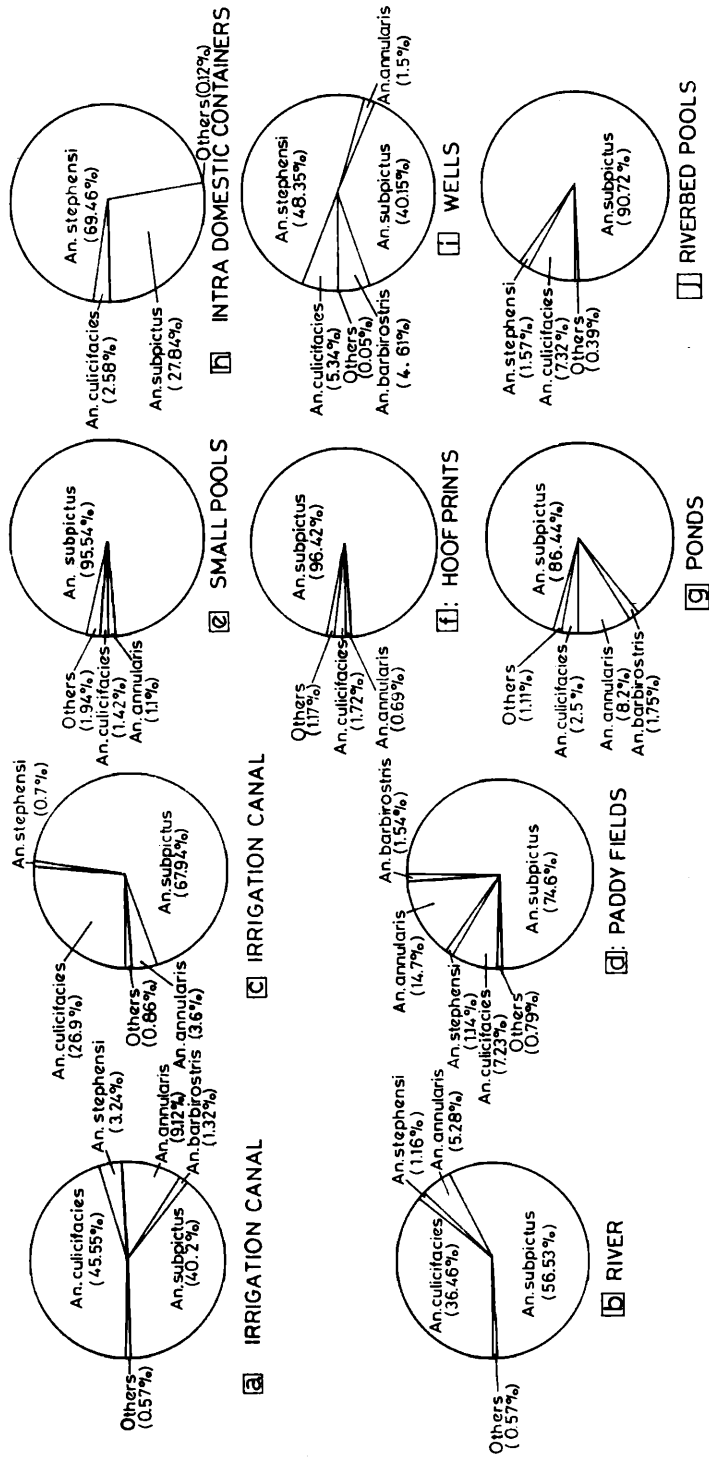 An.culicifacies
(45.55%)
An.stephensi
(3.24%)
An.annularis
(9.12%)
An.barbirostris
(1.32%)
An.subpictus
(40.2%)
Others
(0.57%)
a IRRIGATION CANAL
An.stephensi
(1.16%)
An.annularis
(5.28%)
An.culicifacies
(36.46%)
An.subpictus
(56.53%)
Others
(0.57%)
b RIVER
An.stephensi
(0.7%)
An.culicifacies
(26.9%)
An.subpictus
(67.94%)
Others
(0.86%)
An.annularis
(3.6%)
c IRRIGATION CANAL
An.barbirostris
(1.54%)
An.annularis
(14.7%)
An.stephensi
(1.14%)
An.culicifacies
(7.23%)
Others
(0.79%)
An.subpictus
(74.6%)
d: PADDY FIELDS
An. subpictus
(95.54%)
Others
(1.94%)
An.culicifacies
(1.42%)
An.annularis
(1.1%)
e SMALL POOLS
An.subpictus
(96.42%)
Others
(1.17%)
An.culicifacies
(1.72%)
An.annularis
(0.69%)
f: HOOF PRINTS
An.subpictus
(86.44%)
Others
(1.11%)
An.culicifacies
(2.5%)
An.annularis
(8.2%)
An.barbirostris
(1.75%)
g PONDS
An.stephensi
(69.46%)
An.culicifacies
(2.58%)
An.subpictus
(27.84%)
Others(0.12%)
h INTRA DOMESTIC CONTAINERS
An.stephensi
(48.35%)
An.culicifacies
(5.34%)
Others
(0.05%)
An.barbirostris
(4.61%)
An.subpictus
(40.15%)
An.annularis
(1.5%)
i WELLS
An.stephensi
(1.57%)
An.culicifacies
(7.32%)
Others
(0.39%)
An.subpictus
(90.72%)
J RIVERBED POOLS